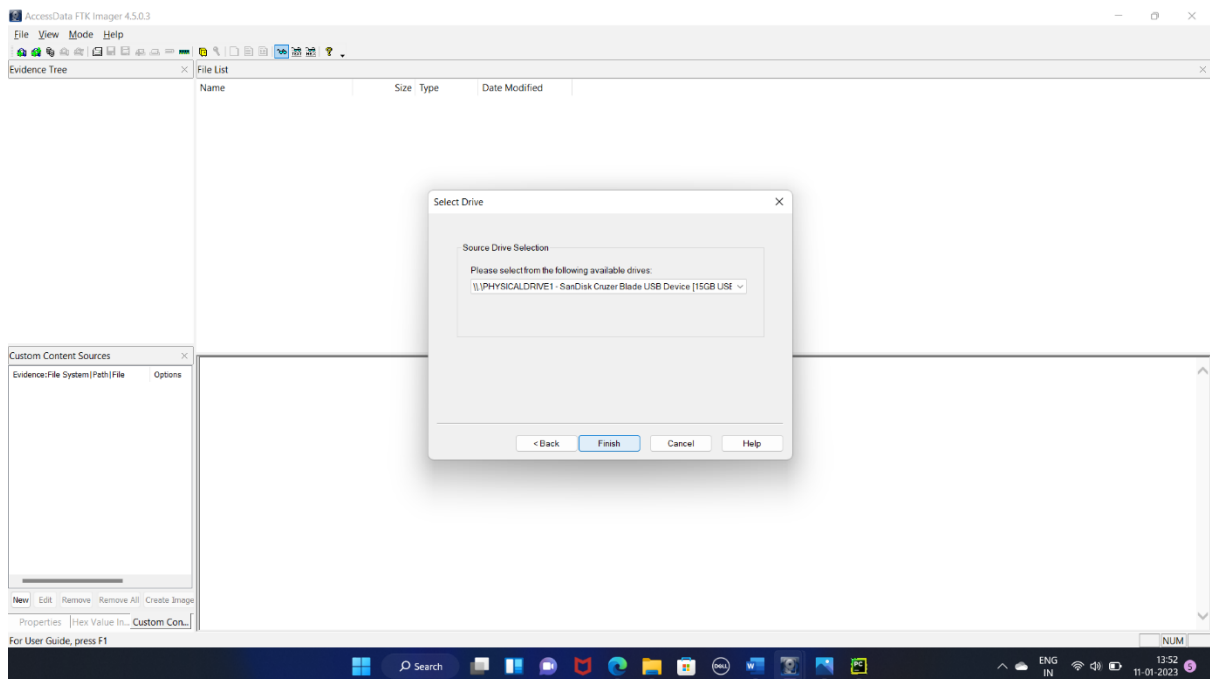 AccessData FTK Imager 4.5.0.3
File View Mode Help
Evidence Tree
File List
Name Size Type Date Modified
Select Drive
Source Drive Selection
Please select from the following available drives:
\\.\PHYSICALDRIVE1 - SanDisk Cruzer Blade USB Device [15GB USB
< Back Finish Cancel Help
Custom Content Sources
Evidence:File System|Path|File Options
New Edit Remove Remove All Create Image
Properties Hex Value In... Custom Con...
For User Guide, press F1
NUM
Search
DELL
W
PC
ENG
IN
13:52
11-01-2023
5